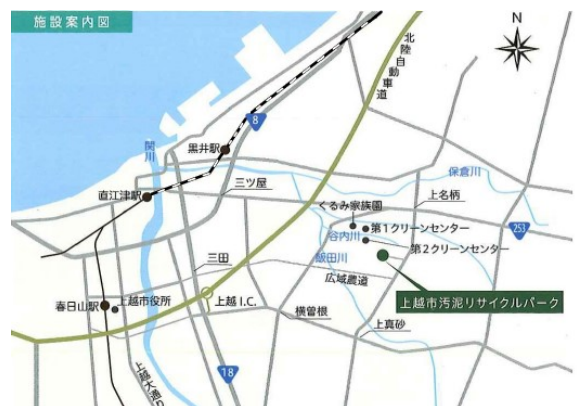 施設案内図
N
北陸自動車道
8
関川
黒井駅
保倉川
三ツ屋
上名柄
直江津駅
くるみ家族園
第1クリーンセンター
谷内川
253
第2クリーンセンター
飯田川
三田
広域農道
上越市汚泥リサイクルパーク
春日山駅
上越市役所
上越I.C.
横曽根
上真砂
18
上越大通り